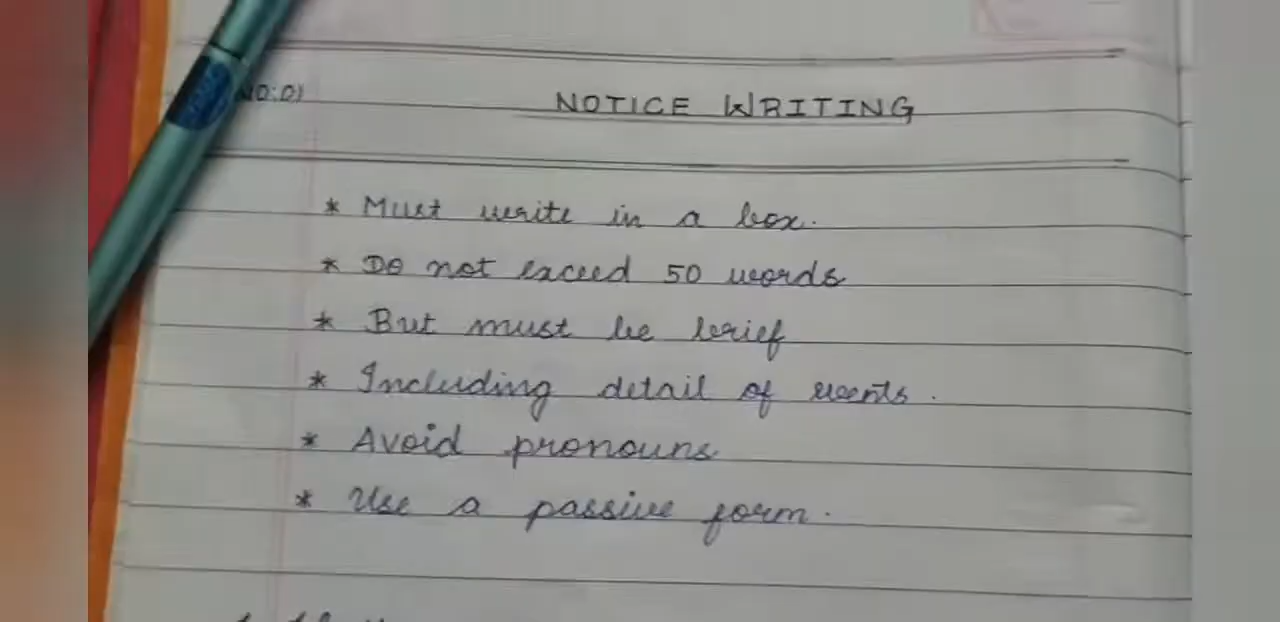 NO:01
NOTICE WRITING
* Must write in a box.
* Do not exceed 50 words
* But must be brief
* Including detail of events.
* Avoid pronouns
* Use a passive form.